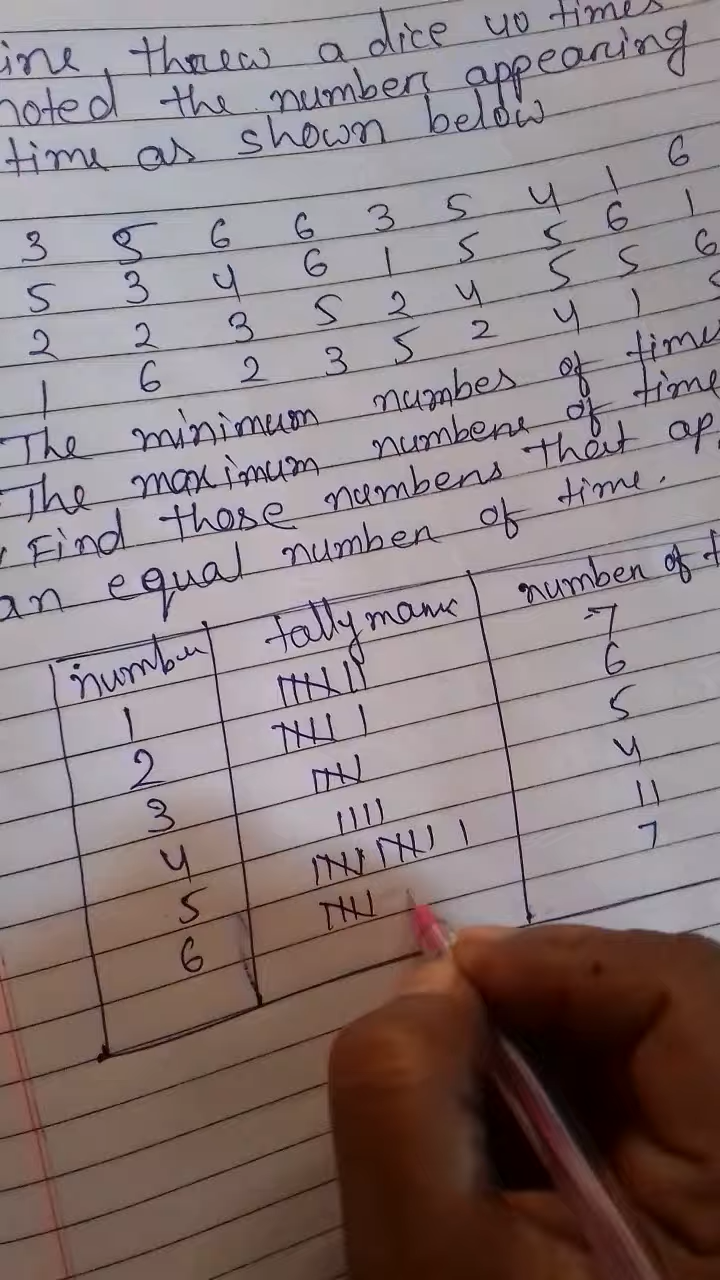 ine, threw a dice 40 times
noted the number appearing
time as shown below
3 5 6 6 3 5 4 1 6
5 3 4 6 1 5 5 6 1
2 2 3 5 2 4 5 5 6
1 6 2 3 5 2 4 1 5
The minimum numbes of time
The maximum numbene of time
Find those numbens that ap
an equal number of time.
number tally mark number of t
1 𝍸|| 7
2 𝍸| 6
3 𝍸 5
4 |||| 4
5 𝍸 𝍸 | 11
6 𝍸 7